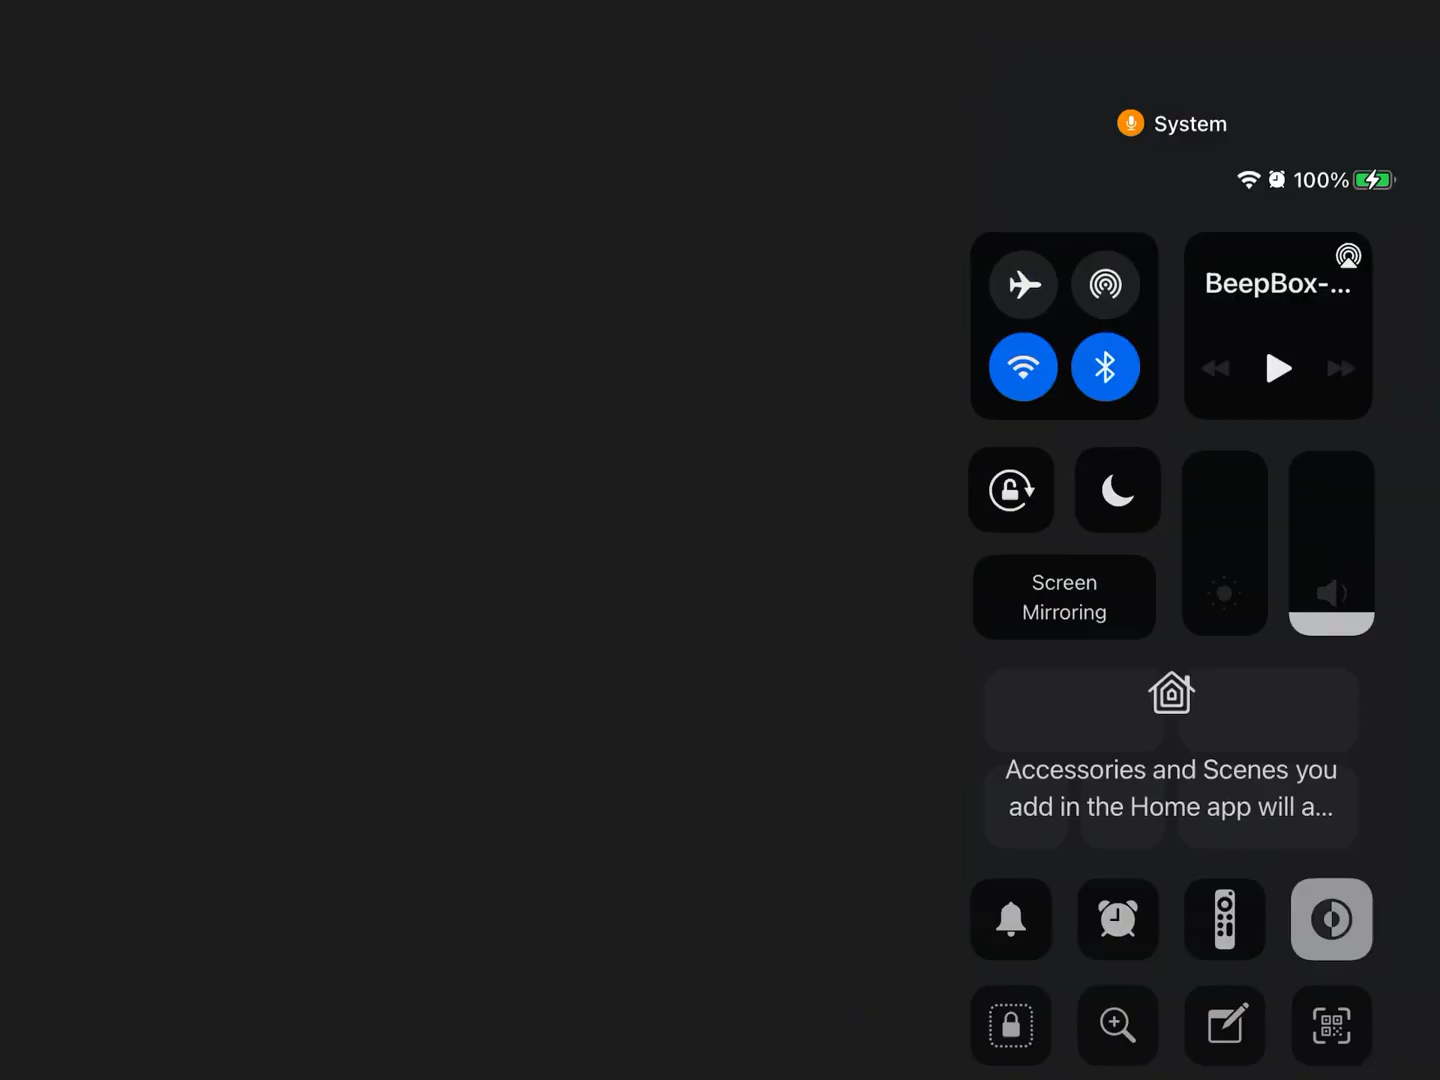 System
100%
BeepBox-...
Screen
Mirroring
Accessories and Scenes you
add in the Home app will a...